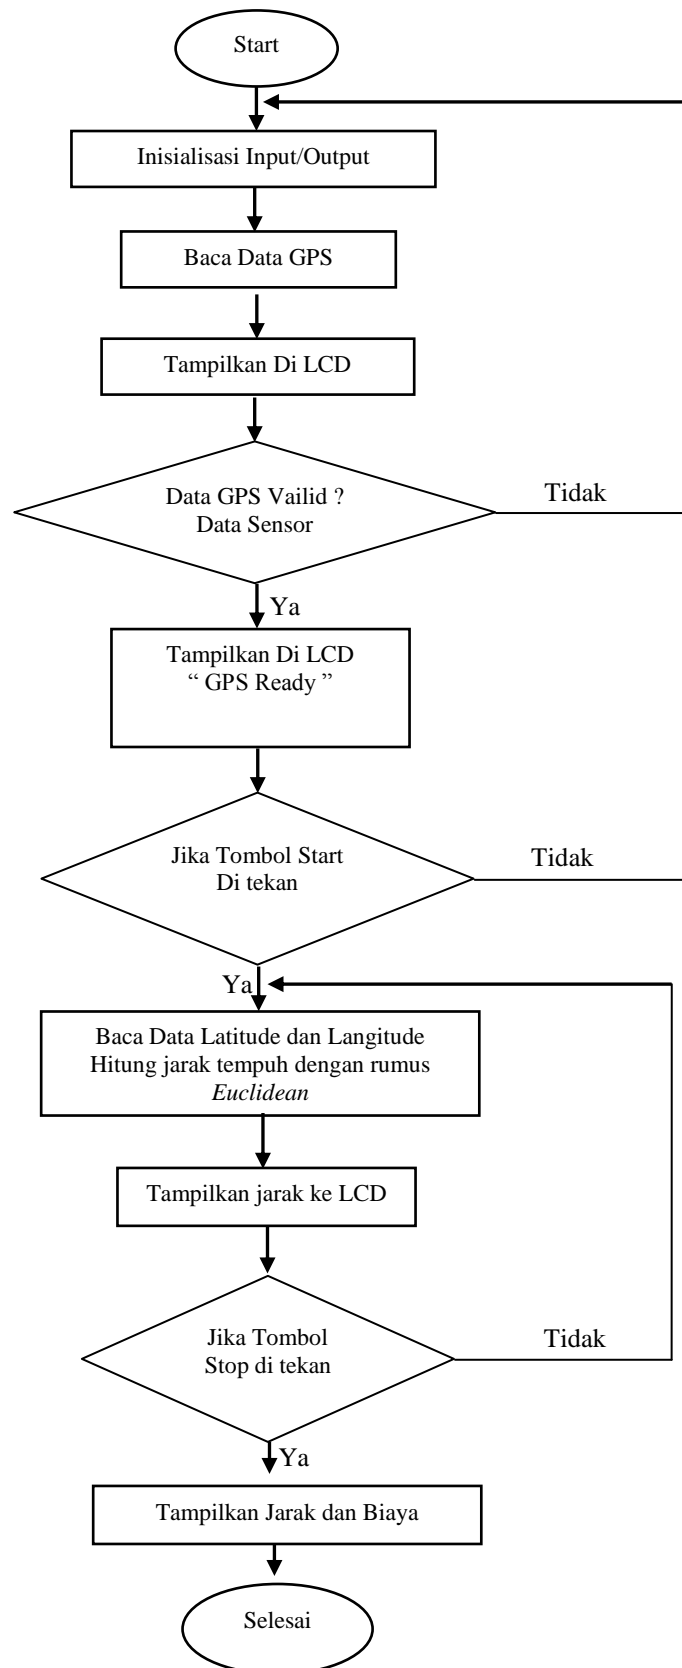 Start
Inisialisasi Input/Output
Baca Data GPS
Tampilkan Di LCD
Data GPS Vailid ?
Data Sensor
Tidak
Ya
Tampilkan Di LCD
“ GPS Ready ”
Jika Tombol Start
Di tekan
Tidak
Ya
Baca Data Latitude dan Langitude
Hitung jarak tempuh dengan rumus
Euclidean
Tampilkan jarak ke LCD
Jika Tombol
Stop di tekan
Tidak
Ya
Tampilkan Jarak dan Biaya
Selesai